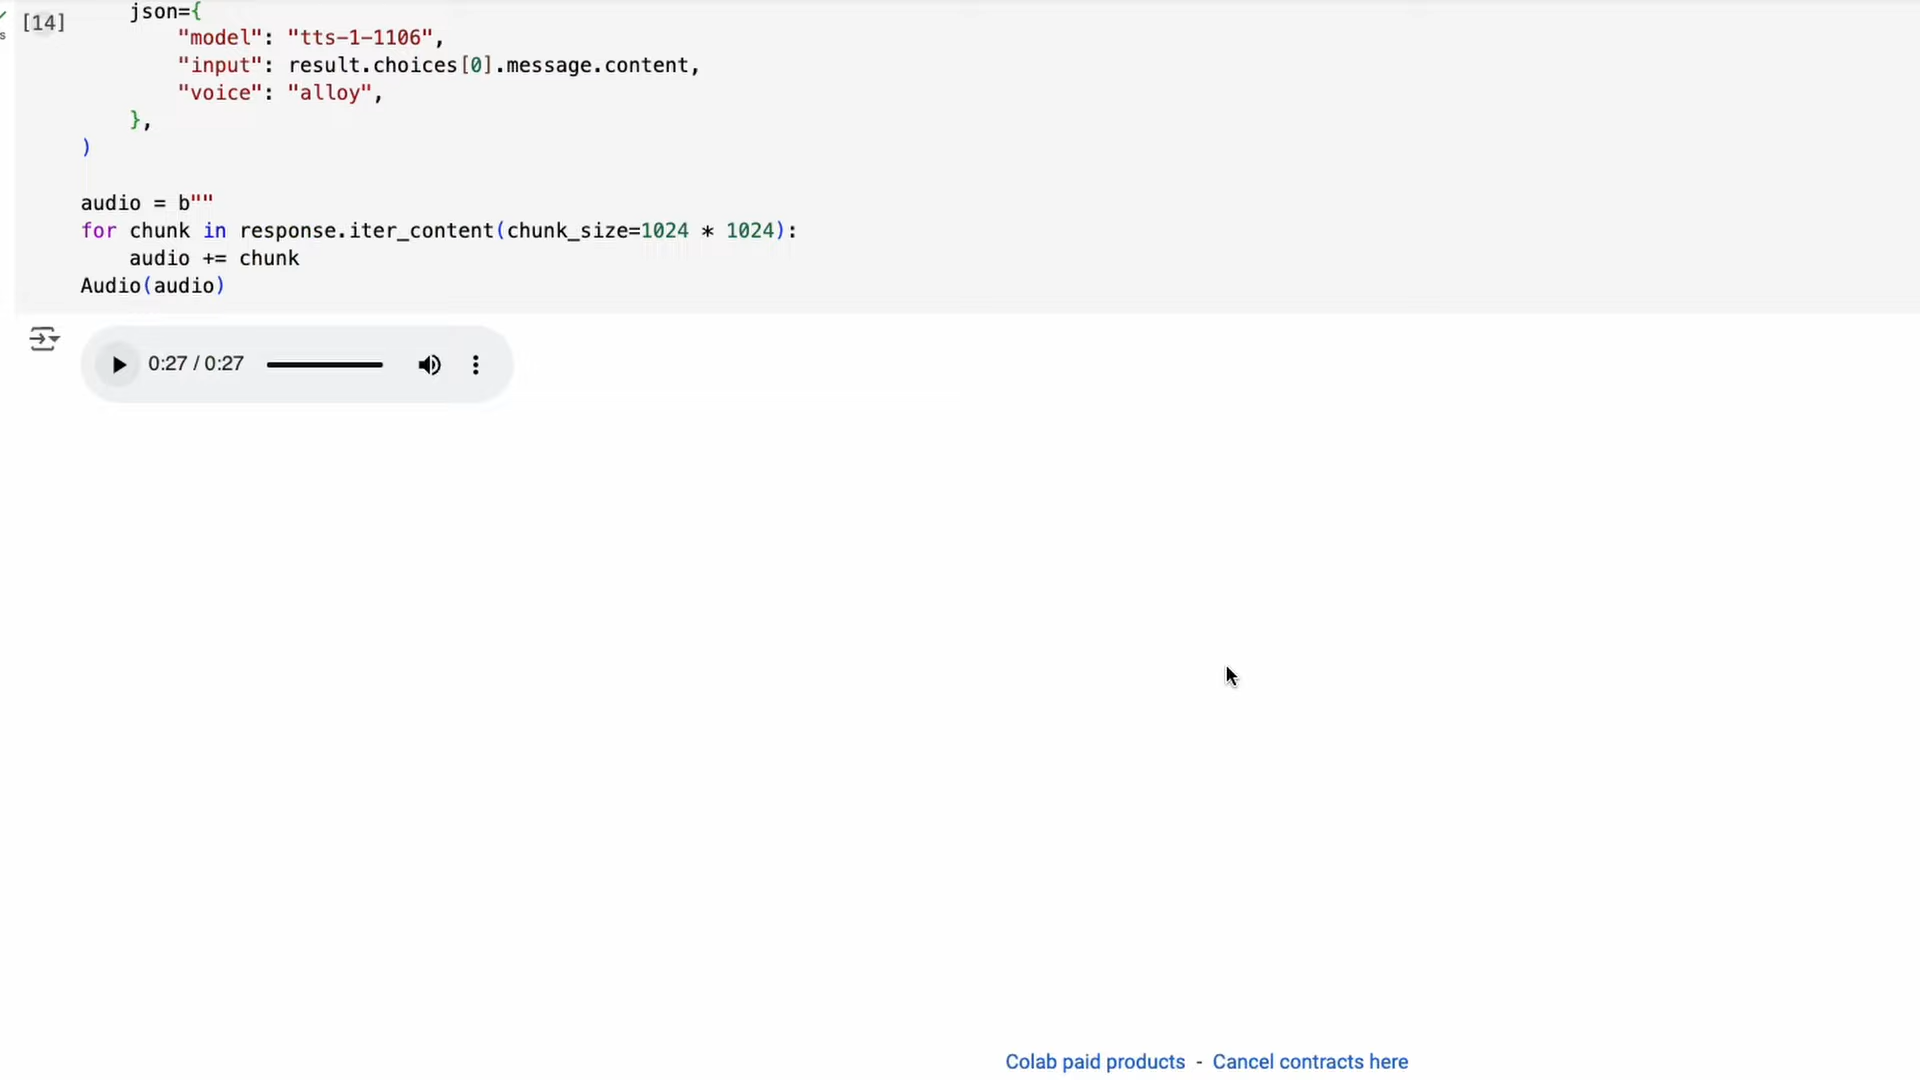 [14]
json={
"model": "tts-1-1106",
"input": result.choices[0].message.content,
"voice": "alloy",
},
)
audio = b""
for chunk in response.iter_content(chunk_size=1024 * 1024):
audio += chunk
Audio(audio)
0:27 / 0:27
Colab paid products - Cancel contracts here